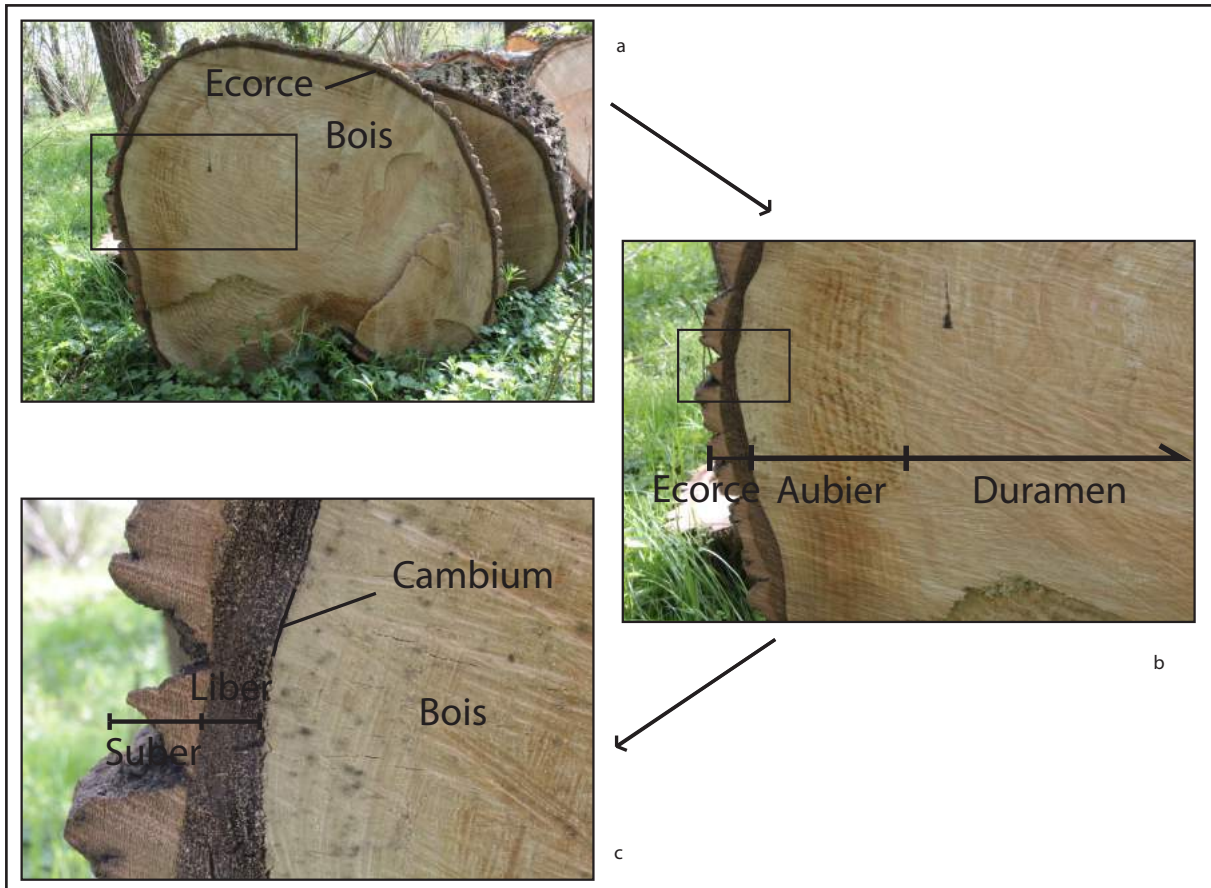 a
Ecorce
Bois
Ecorce
Aubier
Duramen
b
Cambium
Liber
Bois
Suber
c